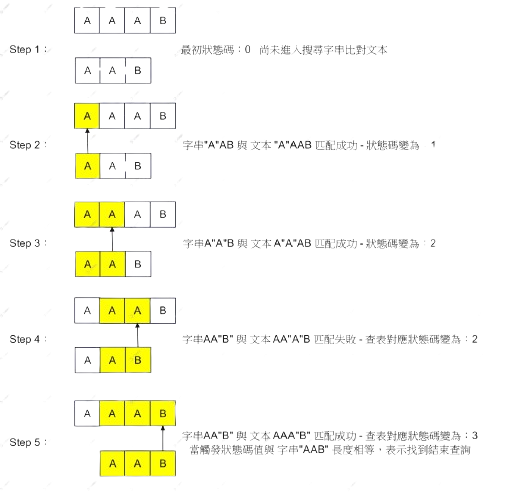 A A A B
Step 1： 最初狀態碼：0 尚未進入搜尋字串比對文本
A A B
A A A B
Step 2： 字串"A"AB 與 文本 "A"AAB 匹配成功 - 狀態碼變為 1
A A B
A A A B
Step 3： 字串A"A"B 與 文本 A"A"AB 匹配成功 - 狀態碼變為：2
A A B
A A A B
Step 4： 字串AA"B" 與 文本 AA"A"B 匹配失敗 - 查表對應狀態碼變為：2
A A B
A A A B
字串AA"B" 與 文本 AAA"B" 匹配成功 - 查表對應狀態碼變為：3
Step 5： 當觸發狀態碼值與 字串"AAB" 長度相等、表示找到結束查詢
A A B